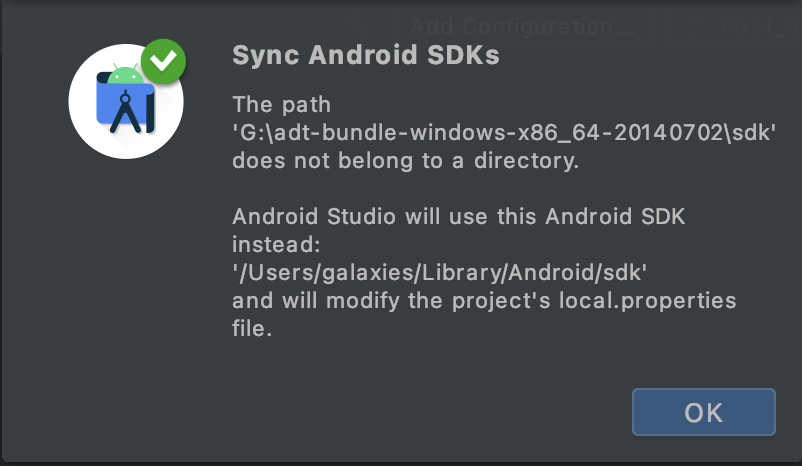 Add Configuration...
Pixel_3
Sync Android SDKs
The path
'G:\adt-bundle-windows-x86_64-20140702\sdk'
does not belong to a directory.
Android Studio will use this Android SDK
instead:
'/Users/galaxies/Library/Android/sdk'
and will modify the project's local.properties
file.
OK